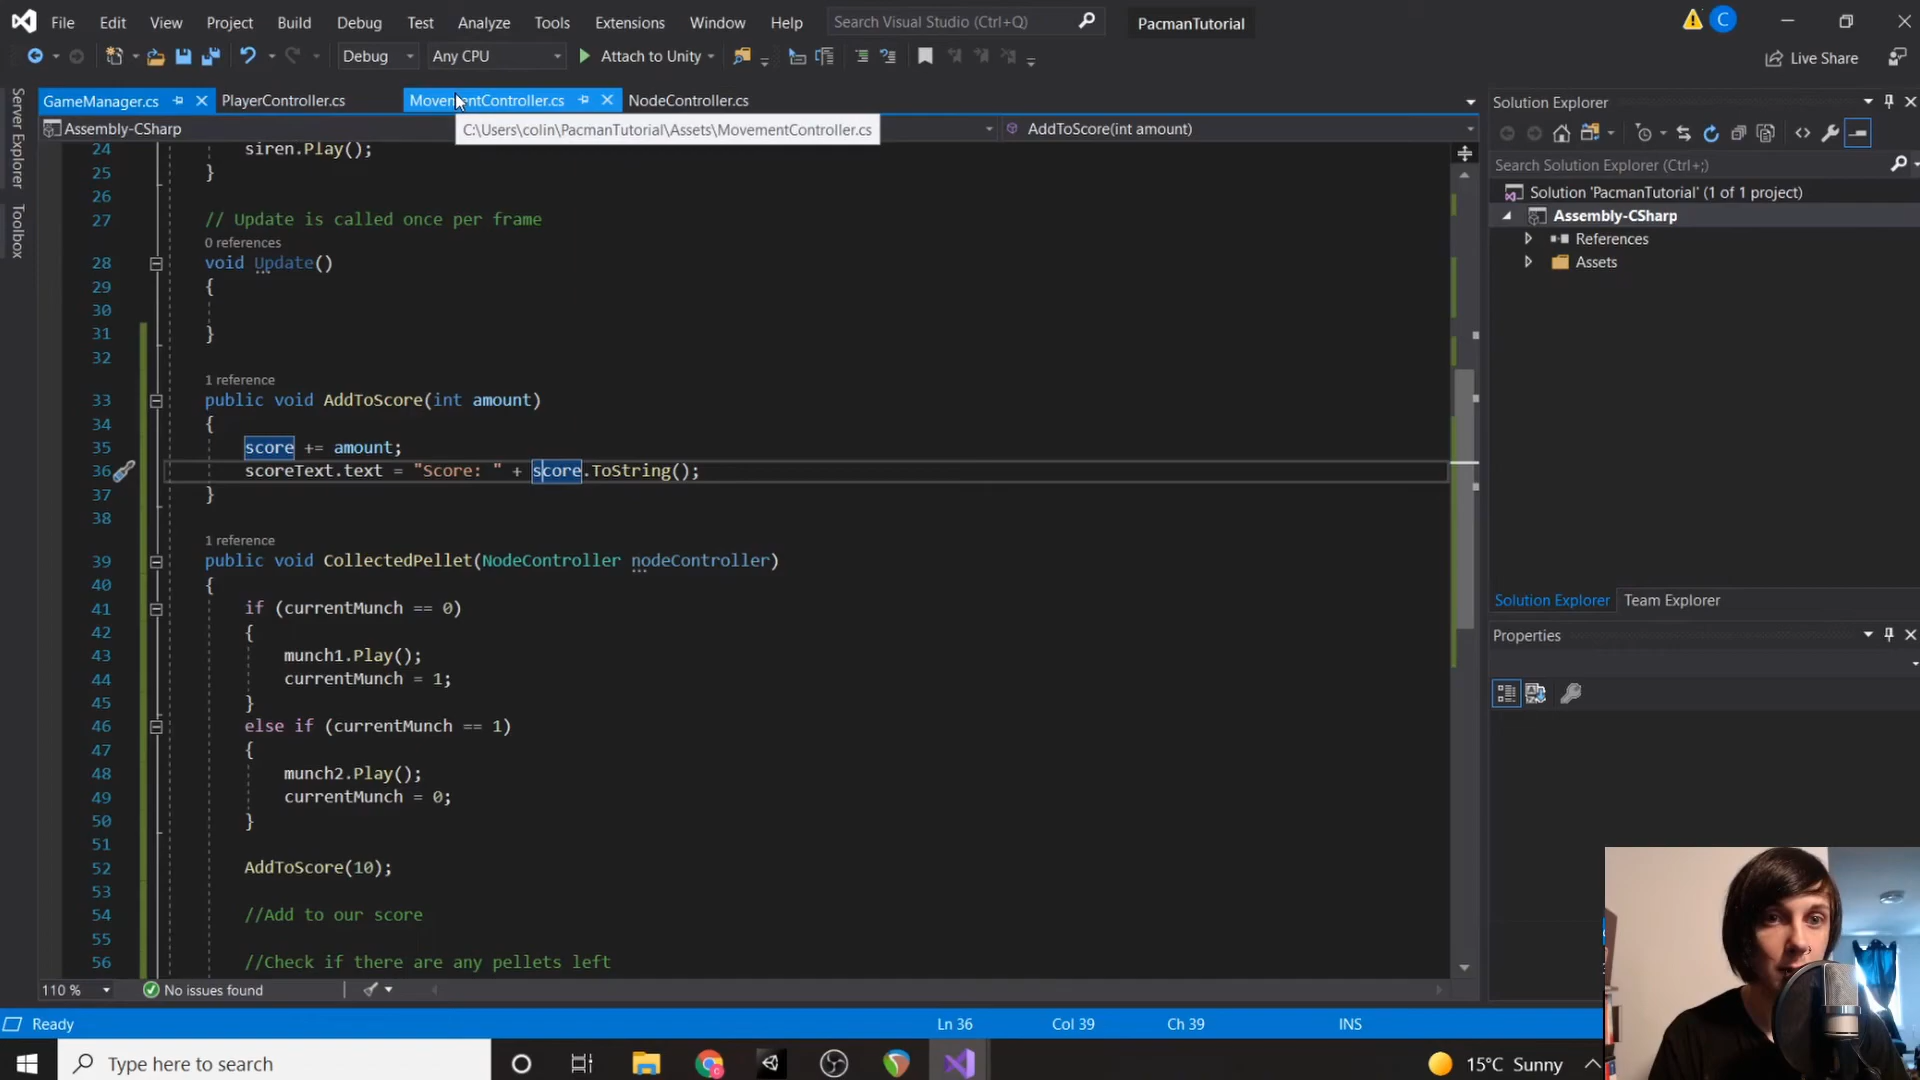 File Edit View Project Build Debug Test Analyze Tools Extensions Window Help Search Visual Studio (Ctrl+Q) PacmanTutorial C
Debug Any CPU Attach to Unity Live Share
GameManager.cs PlayerController.cs MovementController.cs NodeController.cs
Assembly-CSharp AddToScore(int amount)
C:\Users\colin\PacmanTutorial\Assets\MovementController.cs
Server Explorer
Toolbox
24 siren.Play();
25 }
26
27 // Update is called once per frame
0 references
28 void Update()
29 {
30
31 }
32
1 reference
33 public void AddToScore(int amount)
34 {
35 score += amount;
36 scoreText.text = "Score: " + score.ToString();
37 }
38
1 reference
39 public void CollectedPellet(NodeController nodeController)
40 {
41 if (currentMunch == 0)
42 {
43 munch1.Play();
44 currentMunch = 1;
45 }
46 else if (currentMunch == 1)
47 {
48 munch2.Play();
49 currentMunch = 0;
50 }
51
52 AddToScore(10);
53
54 //Add to our score
55
56 //Check if there are any pellets left
110 % No issues found
Solution Explorer
Search Solution Explorer (Ctrl+;)
Solution 'PacmanTutorial' (1 of 1 project)
Assembly-CSharp
References
Assets
Solution Explorer Team Explorer
Properties
Ready Ln 36 Col 39 Ch 39 INS
Type here to search 15°C Sunny